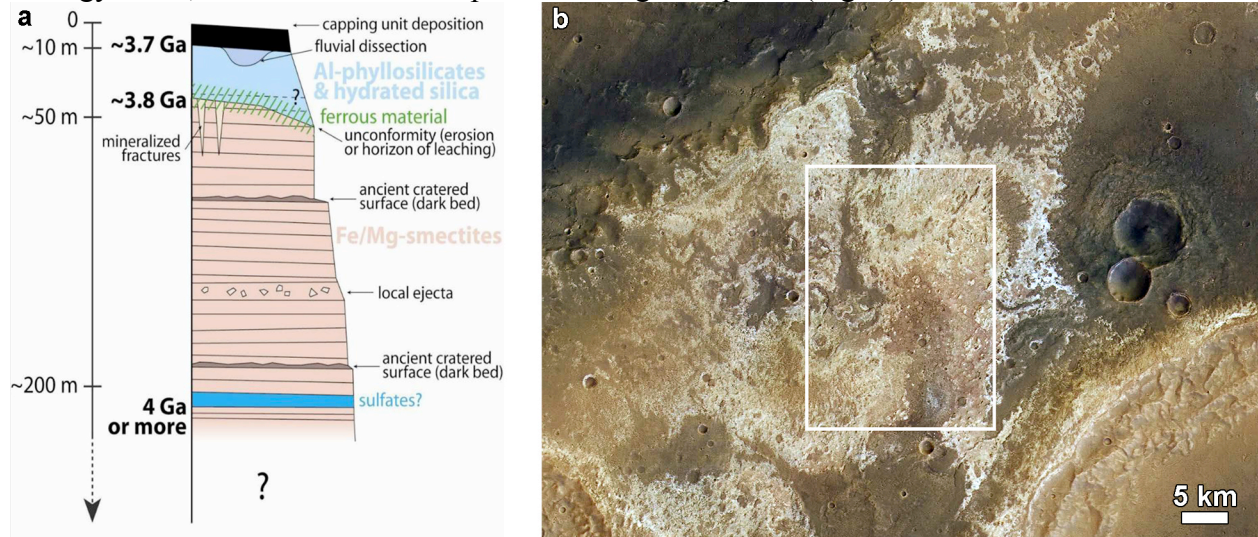 a
0
~10 m
~3.7 Ga
capping unit deposition
fluvial dissection
Al-phyllosilicates
& hydrated silica
?
~3.8 Ga
~50 m
ferrous material
unconformity (erosion
or horizon of leaching)
mineralized
fractures
ancient cratered
surface (dark bed)
Fe/Mg-smectites
local ejecta
ancient cratered
surface (dark bed)
~200 m
sulfates?
4 Ga
or more
?
b
5 km